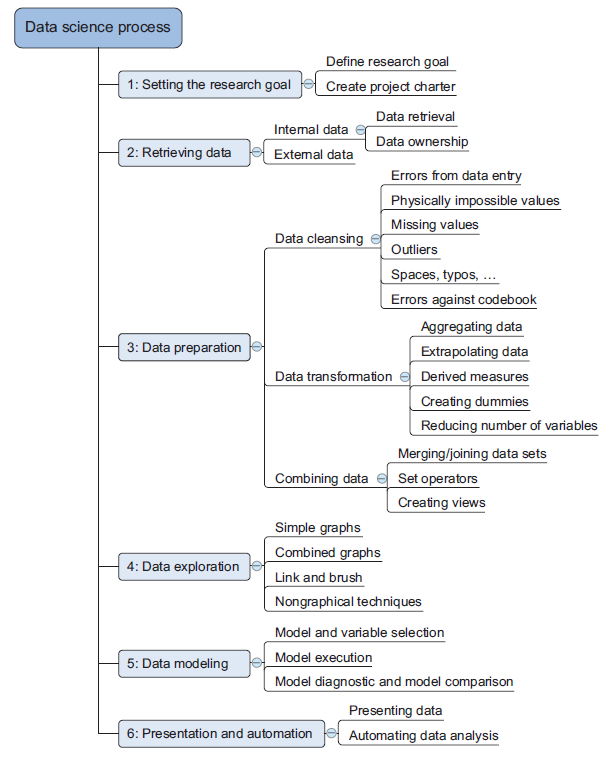 Data science process
1: Setting the research goal
Define research goal
Create project charter
2: Retrieving data
Internal data
Data retrieval
Data ownership
External data
3: Data preparation
Data cleansing
Errors from data entry
Physically impossible values
Missing values
Outliers
Spaces, typos, …
Errors against codebook
Data transformation
Aggregating data
Extrapolating data
Derived measures
Creating dummies
Reducing number of variables
Combining data
Merging/joining data sets
Set operators
Creating views
4: Data exploration
Simple graphs
Combined graphs
Link and brush
Nongraphical techniques
5: Data modeling
Model and variable selection
Model execution
Model diagnostic and model comparison
6: Presentation and automation
Presenting data
Automating data analysis